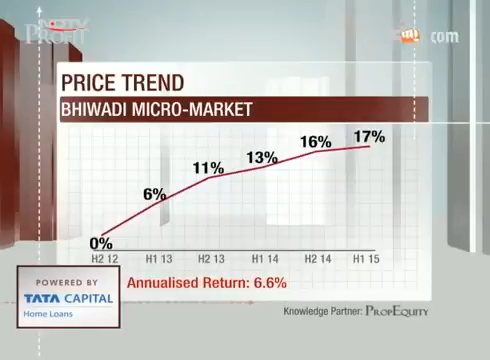 NDTV
PROFIT
.com
PRICE TREND
BHIWADI MICRO-MARKET
0%
6%
11%
13%
16%
17%
H2 12
H1 13
H2 13
H1 14
H2 14
H1 15
POWERED BY
TATA CAPITAL
Home Loans
Annualised Return: 6.6%
Knowledge Partner: PROPEQUITY